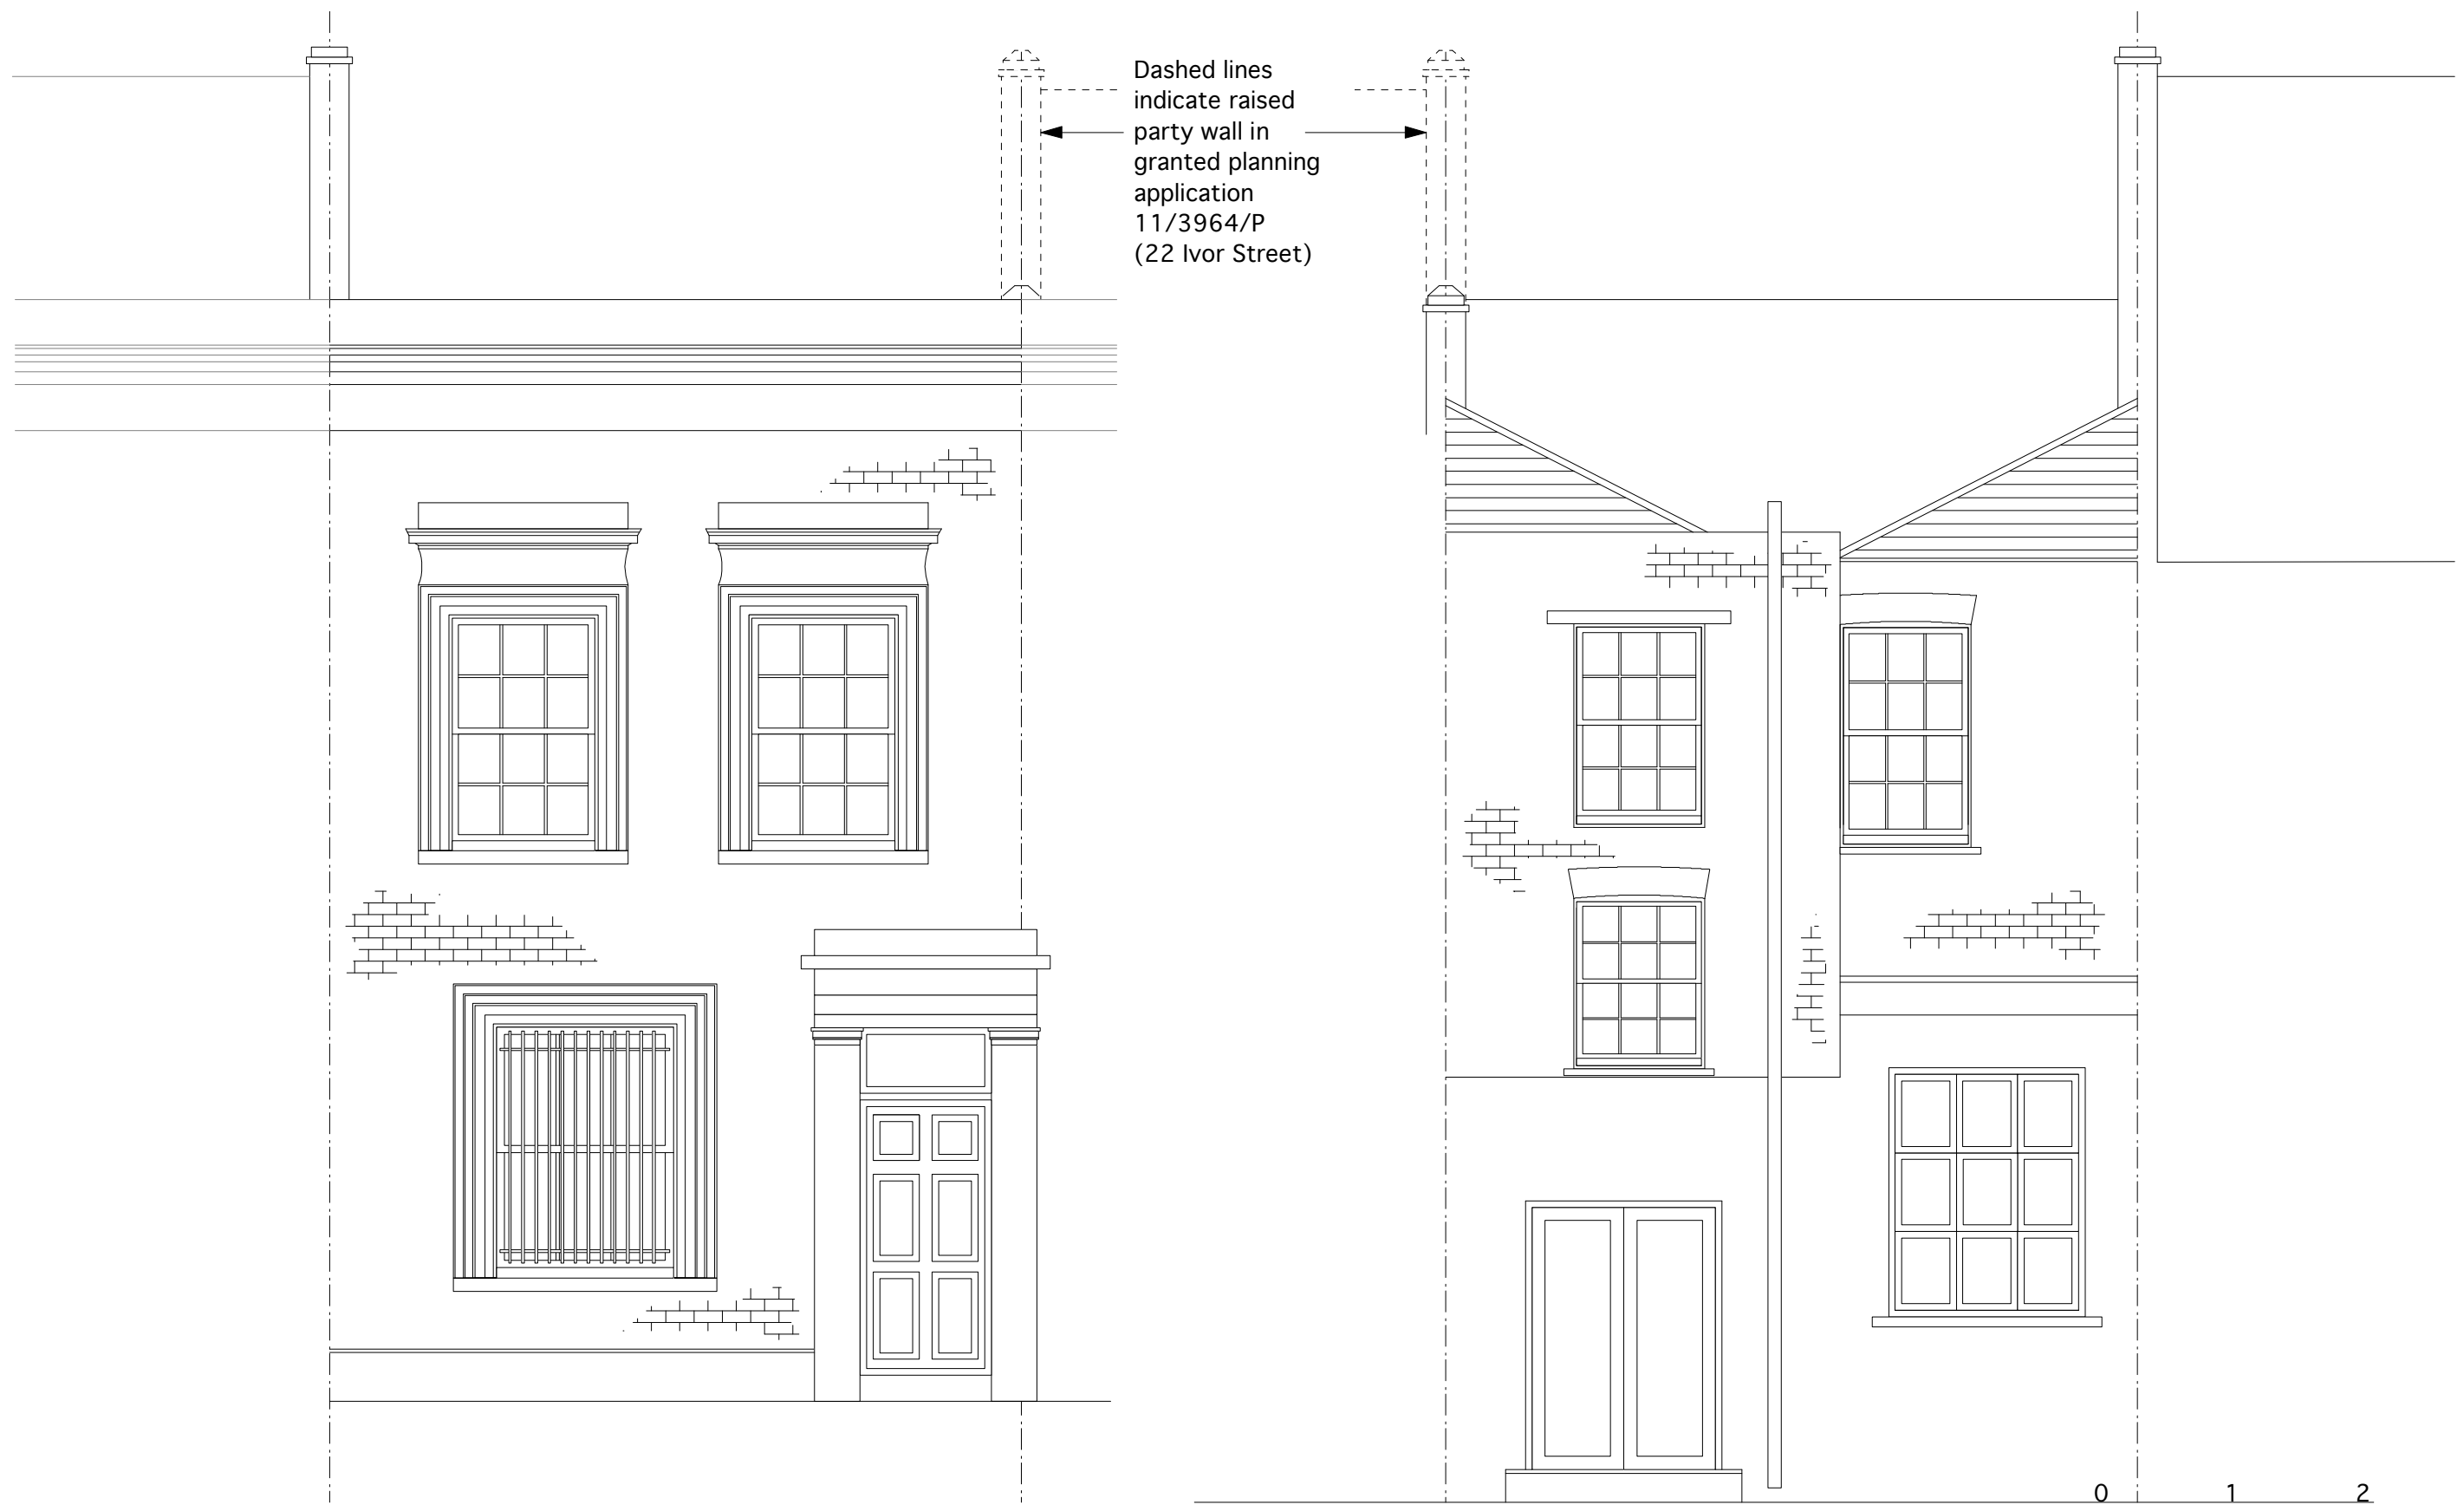 Dashed lines
indicate raised
party wall in
granted planning
application
11/3964/P
(22 Ivor Street)
0 1 2